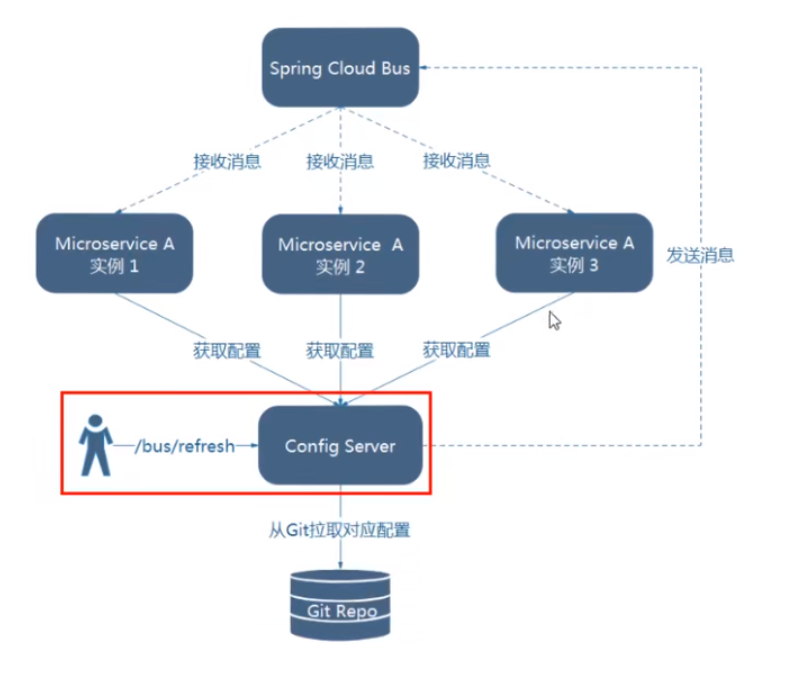 Spring Cloud Bus
接收消息
接收消息
接收消息
Microservice A
实例 1
Microservice A
实例 2
Microservice A
实例 3
发送消息
获取配置
获取配置
获取配置
/bus/refresh
Config Server
从Git拉取对应配置
Git Repo